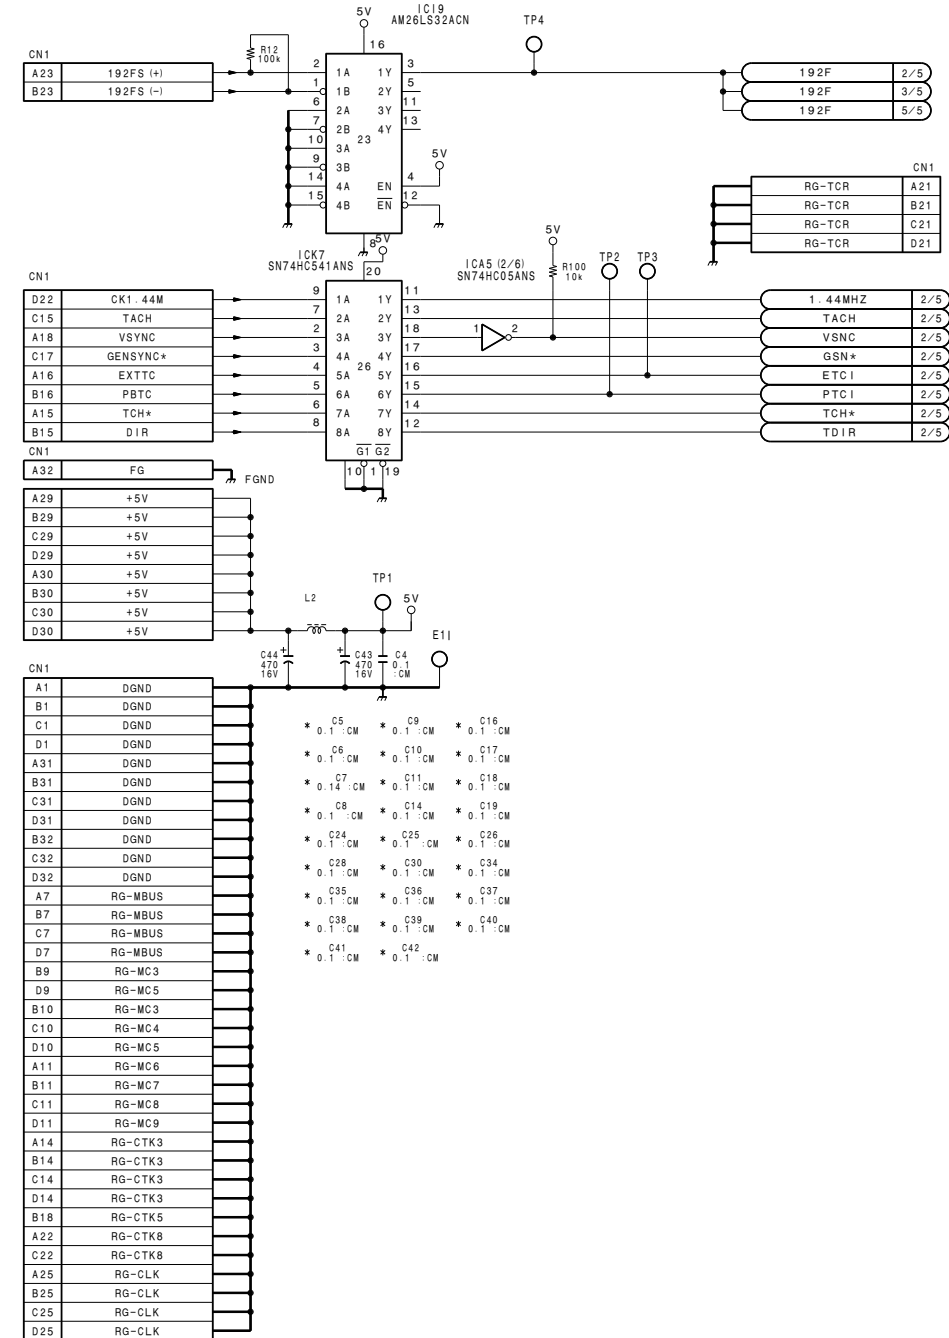 5V
ICI9
AM26LS32ACN
TP4
16
R12
100k
CN1
A23 192FS (+)
B23 192FS (-)
2 1A 1Y 3
1 1B 2Y 5
6 2A 3Y 11
7 2B 4Y 13
10 3A 23
9 3B
14 4A EN 4
15 4B EN 12
8
5V
192F 2/5
192F 3/5
192F 5/5
CN1
RG-TCR A21
RG-TCR B21
RG-TCR C21
RG-TCR D21
ICK7
SN74HC541ANS
5V
20
ICA5 (2/6)
SN74HC05ANS
5V
R100
10k
TP2
TP3
CN1
D22 CK1.44M 9 1A 1Y 11 1.44MHZ 2/5
C15 TACH 7 2A 2Y 13 TACH 2/5
A18 VSYNC 2 3A 3Y 18 1 2 VSNC 2/5
C17 GENSYNC* 3 4A 4Y 17 GSN* 2/5
A16 EXTTC 4 5A 26 5Y 16 ETCI 2/5
B16 PBTC 5 6A 6Y 15 PTCI 2/5
A15 TCH* 6 7A 7Y 14 TCH* 2/5
B15 DIR 8 8A 8Y 12 TDIR 2/5
G1 G2
10 1 19
CN1
A32 FG
FGND
A29 +5V
B29 +5V
C29 +5V
D29 +5V
A30 +5V
B30 +5V
C30 +5V
D30 +5V
L2
TP1
5V
E1|
C44
470
16V
+
C43
470
16V
+
C4
0.1
:CM
CN1
A1 DGND
B1 DGND
C1 DGND
D1 DGND
A31 DGND
B31 DGND
C31 DGND
D31 DGND
B32 DGND
C32 DGND
D32 DGND
A7 RG-MBUS
B7 RG-MBUS
C7 RG-MBUS
D7 RG-MBUS
B9 RG-MC3
D9 RG-MC5
B10 RG-MC3
C10 RG-MC4
D10 RG-MC5
A11 RG-MC6
B11 RG-MC7
C11 RG-MC8
D11 RG-MC9
A14 RG-CTK3
B14 RG-CTK3
C14 RG-CTK3
D14 RG-CTK3
B18 RG-CTK5
A22 RG-CTK8
C22 RG-CTK8
A25 RG-CLK
B25 RG-CLK
C25 RG-CLK
D25 RG-CLK
C5 C9 C16
* 0.1 :CM * 0.1 :CM * 0.1 :CM
C6 C10 C17
* 0.1 :CM * 0.1 :CM * 0.1 :CM
C7 C11 C18
* 0.14 :CM * 0.1 :CM * 0.1 :CM
C8 C14 C19
* 0.1 :CM * 0.1 :CM * 0.1 :CM
C24 C25 C26
* 0.1 :CM * 0.1 :CM * 0.1 :CM
C28 C30 C34
* 0.1 :CM * 0.1 :CM * 0.1 :CM
C35 C36 C37
* 0.1 :CM * 0.1 :CM * 0.1 :CM
C38 C39 C40
* 0.1 :CM * 0.1 :CM * 0.1 :CM
C41 C42
* 0.1 :CM * 0.1 :CM